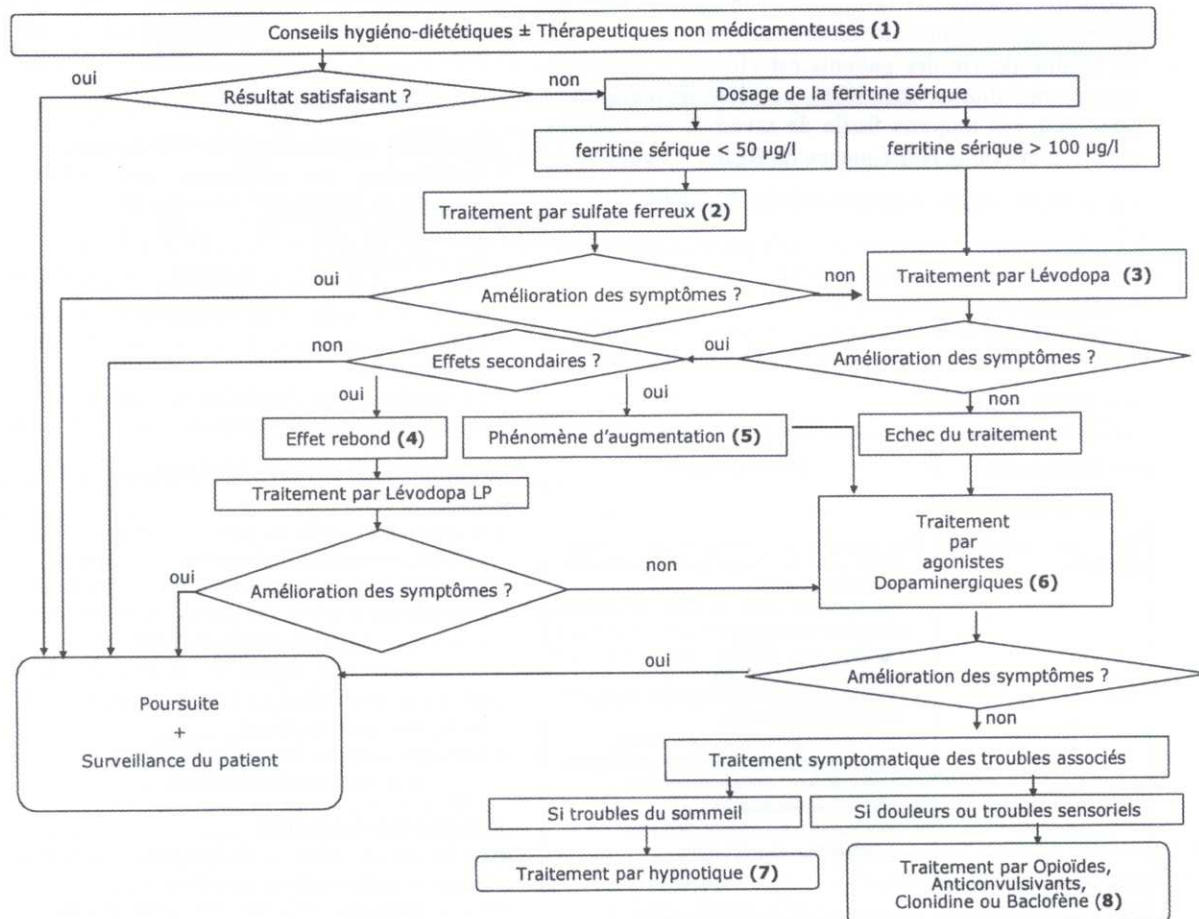 Conseils hygiéno-diététiques ± Thérapeutiques non médicamenteuses (1)
oui
non
Résultat satisfaisant ?
Dosage de la ferritine sérique
ferritine sérique < 50 µg/l
ferritine sérique > 100 µg/l
Traitement par sulfate ferreux (2)
oui
non
Amélioration des symptômes ?
Traitement par Lévodopa (3)
non
Effets secondaires ?
oui
Amélioration des symptômes ?
oui
oui
non
Effet rebond (4)
Phénomène d'augmentation (5)
Echec du traitement
Traitement par Lévodopa LP
Traitement
par
agonistes
Dopaminergiques (6)
oui
Amélioration des symptômes ?
non
oui
Amélioration des symptômes ?
non
Poursuite
+
Surveillance du patient
Traitement symptomatique des troubles associés
Si troubles du sommeil
Si douleurs ou troubles sensoriels
Traitement par hypnotique (7)
Traitement par Opioïdes,
Anticonvulsivants,
Clonidine ou Baclofène (8)